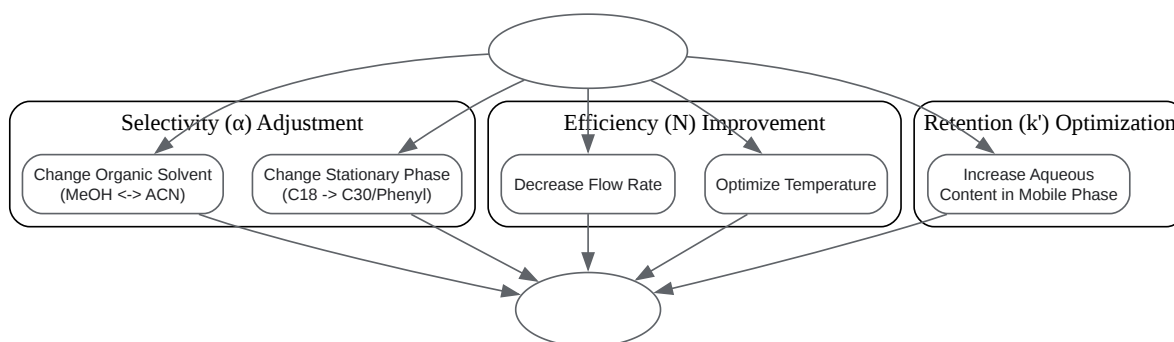 Selectivity (α) Adjustment
Efficiency (N) Improvement
Retention (k') Optimization
Change Organic Solvent
(MeOH <-> ACN)
Change Stationary Phase
(C18 -> C30/Phenyl)
Decrease Flow Rate
Optimize Temperature
Increase Aqueous
Content in Mobile Phase